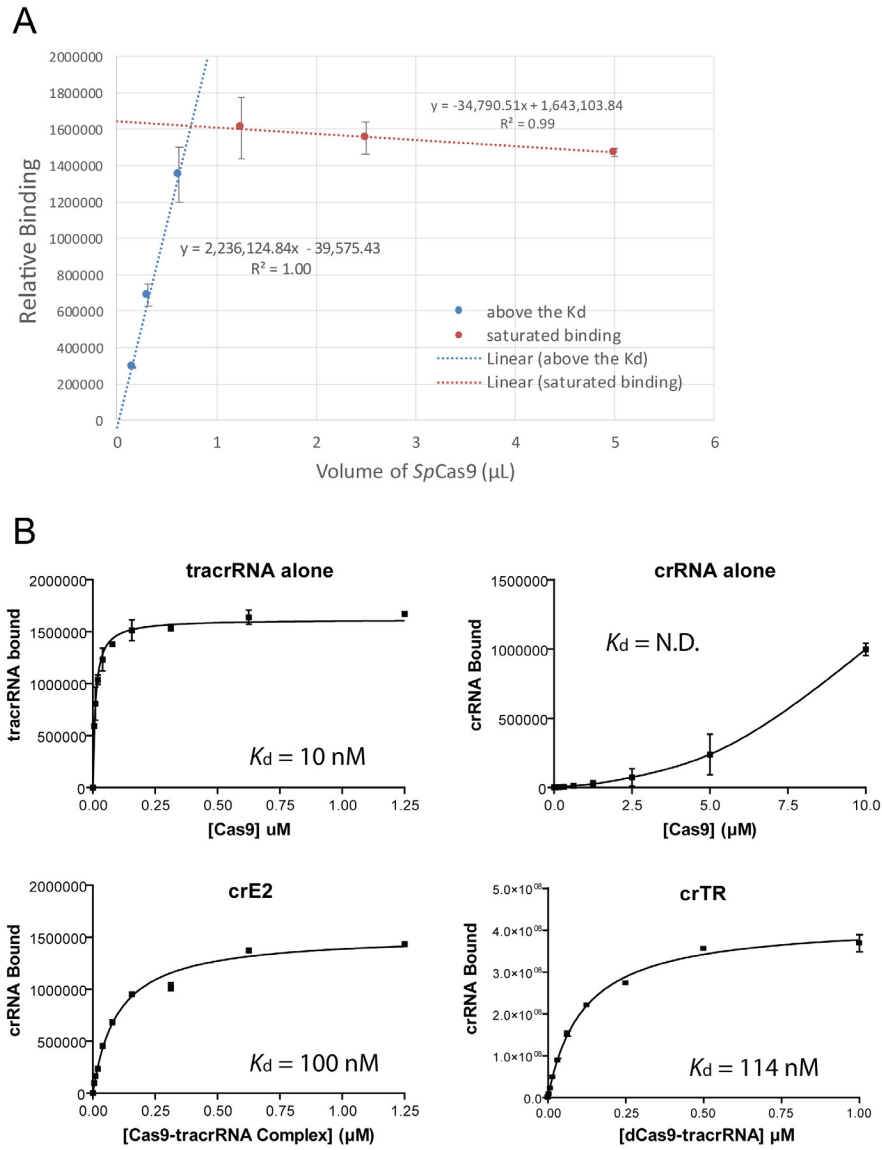 A
Relative Binding
2000000
1800000
1600000
1400000
1200000
1000000
800000
600000
400000
200000
0
y = -34,790.51x + 1,643,103.84
R² = 0.99
y = 2,236,124.84x - 39,575.43
R² = 1.00
above the Kd
saturated binding
Linear (above the Kd)
Linear (saturated binding)
0 1 2 3 4 5 6
Volume of SpCas9 (µL)
B
tracrRNA alone
tracrRNA bound
2000000
1500000
1000000
500000
0
Kd = 10 nM
0.00 0.25 0.50 0.75 1.00 1.25
[Cas9] uM
crRNA alone
crRNA Bound
1500000
1000000
500000
0
Kd = N.D.
0.0 2.5 5.0 7.5 10.0
[Cas9] (µM)
crE2
crRNA Bound
2000000
1500000
1000000
500000
0
Kd = 100 nM
0.00 0.25 0.50 0.75 1.00 1.25
[Cas9-tracrRNA Complex] (µM)
crTR
crRNA Bound
5.0×10⁰⁸
4.0×10⁰⁸
3.0×10⁰⁸
2.0×10⁰⁸
1.0×10⁰⁸
0.0
Kd = 114 nM
0.00 0.25 0.50 0.75 1.00
[dCas9-tracrRNA] µM